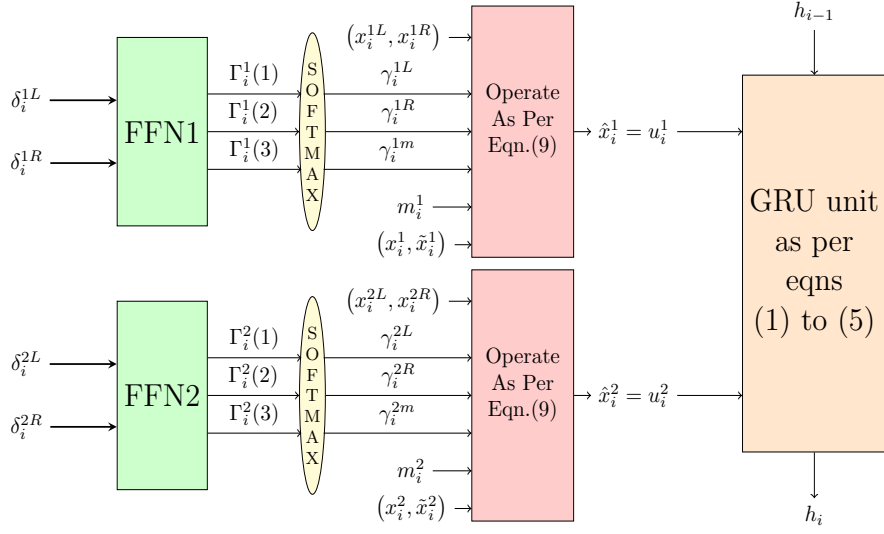 h_{i-1}
(x_i^{1L}, x_i^{1R})
δ_i^{1L}
δ_i^{1R}
FFN1
Γ_i^1(1)
Γ_i^1(2)
Γ_i^1(3)
SOFTMAX
γ_i^{1L}
γ_i^{1R}
γ_i^{1m}
m_i^1
(x_i^1, x̃_i^1)
Operate
As Per
Eqn.(9)
x̂_i^1 = u_i^1
GRU unit
as per
eqns
(1) to (5)
(x_i^{2L}, x_i^{2R})
δ_i^{2L}
δ_i^{2R}
FFN2
Γ_i^2(1)
Γ_i^2(2)
Γ_i^2(3)
SOFTMAX
γ_i^{2L}
γ_i^{2R}
γ_i^{2m}
m_i^2
(x_i^2, x̃_i^2)
Operate
As Per
Eqn.(9)
x̂_i^2 = u_i^2
h_i